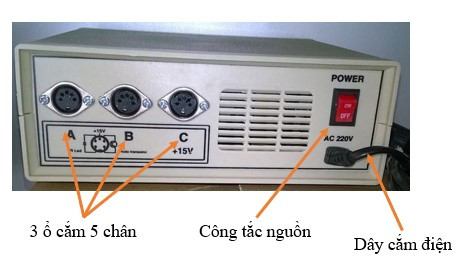 POWER
ON
OFF
AC 220V
A
+15V
B
C
+15V
3 ổ cắm 5 chân
Công tắc nguồn
Dây cắm điện